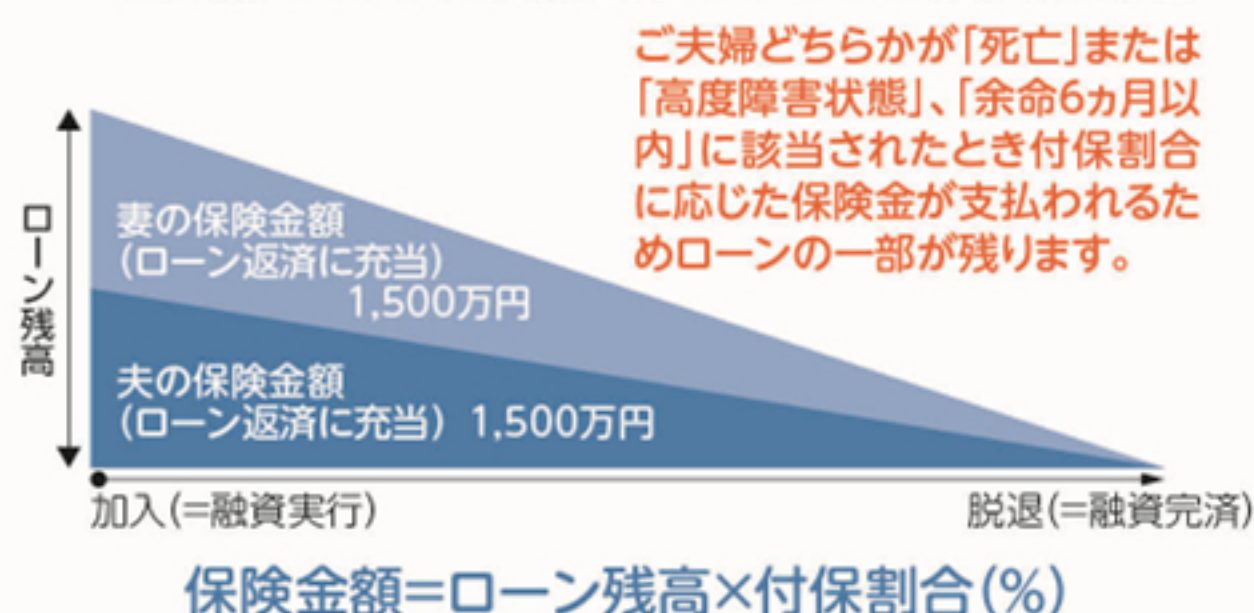 ご夫婦どちらかが「死亡」または
「高度障害状態」、「余命6ヵ月以
内」に該当されたとき付保割合
に応じた保険金が支払われるた
めローンの一部が残ります。
ローン残高
妻の保険金額
(ローン返済に充当)
1,500万円
夫の保険金額
(ローン返済に充当) 1,500万円
加入(=融資実行)
脱退(=融資完済)
保険金額=ローン残高×付保割合(%)